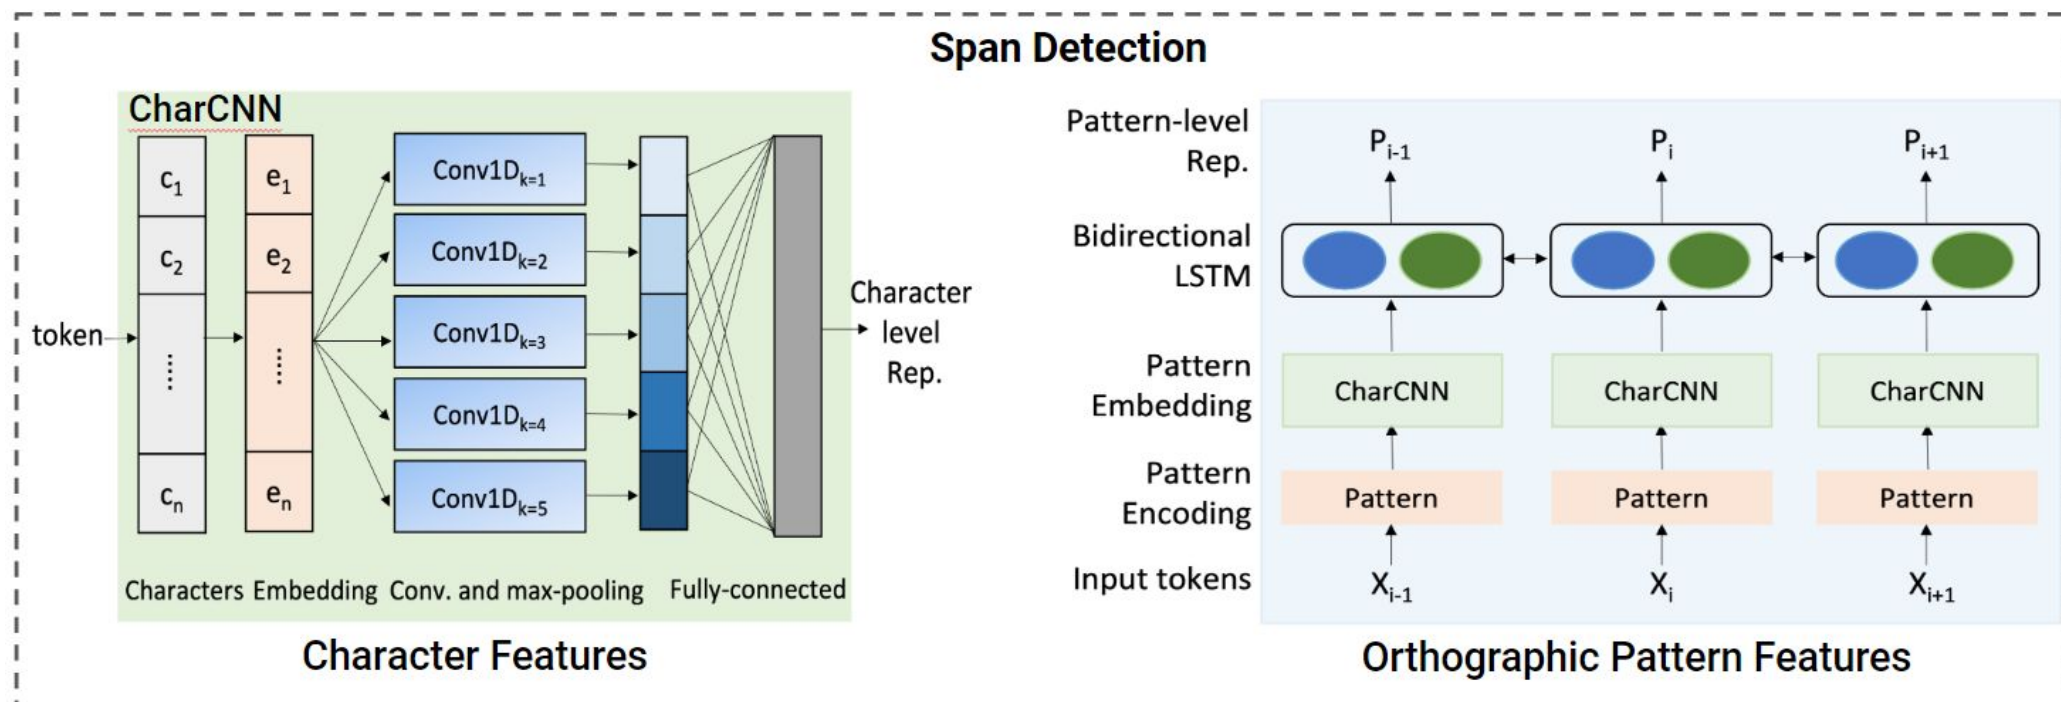 Span Detection
CharCNN
c1
c2
......
cn
e1
e2
......
en
Conv1Dk=1
Conv1Dk=2
Conv1Dk=3
Conv1Dk=4
Conv1Dk=5
token
Character
level
Rep.
Characters Embedding Conv. and max-pooling Fully-connected
Character Features
Pattern-level
Rep.
Pi-1 Pi Pi+1
Bidirectional
LSTM
Pattern
Embedding
CharCNN CharCNN CharCNN
Pattern
Encoding
Pattern Pattern Pattern
Input tokens
Xi-1 Xi Xi+1
Orthographic Pattern Features